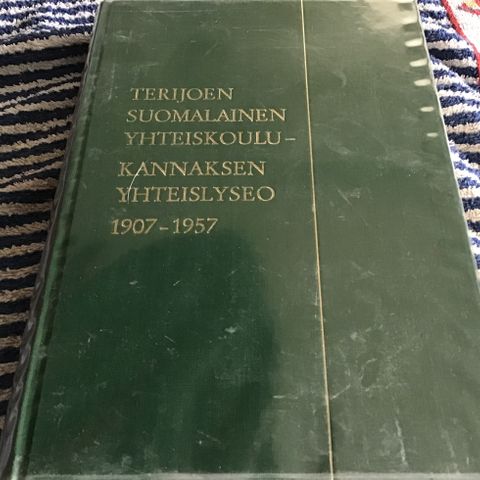 TERIJOEN
SUOMALAINEN
YHTEISKOULU –
KANNAKSEN
YHTEISLYSEO
1907 – 1957